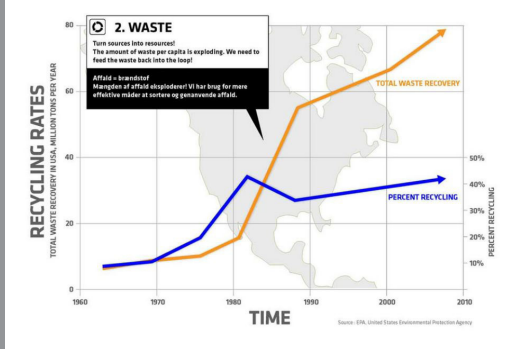 2. WASTE
Turn sources into resources!
The amount of waste per capita is exploding. We need to
feed the waste back into the loop!
Affald = brændstof
Mængden af affald eksploderer! Vi har brug for mere
effektive måder at sortere og genanvende affald.
RECYCLING RATES
TOTAL WASTE RECOVERY IN USA, MILLION TONS PER YEAR
80
60
40
20
0
TOTAL WASTE RECOVERY
PERCENT RECYCLING
50%
40%
30%
20%
10%
PERCENT RECYCLING
1960
1970
1980
1990
2000
2010
TIME
Source : EPA, United States Environmental Protection Agency